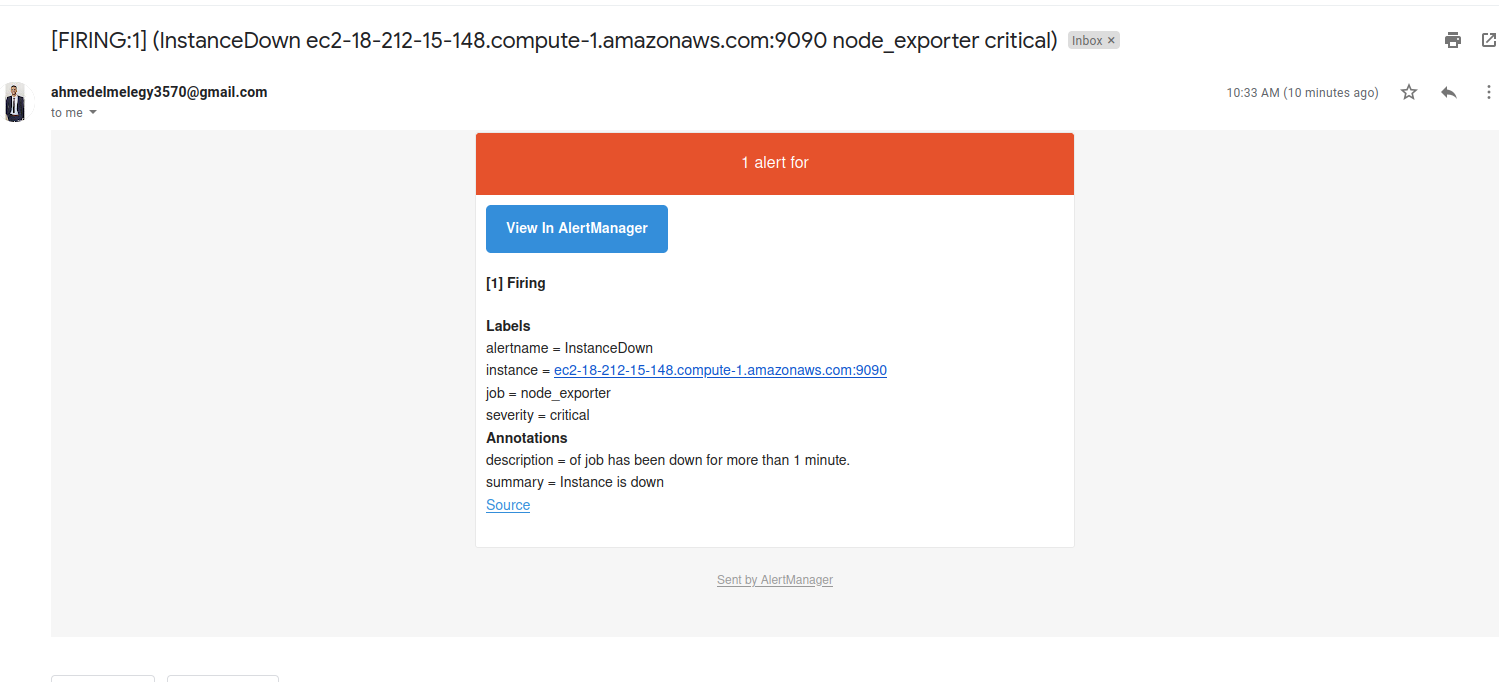 [FIRING:1] (InstanceDown ec2-18-212-15-148.compute-1.amazonaws.com:9090 node_exporter critical) Inbox ×
ahmedelmelegy3570@gmail.com 10:33 AM (10 minutes ago)
to me
1 alert for
View In AlertManager
[1] Firing
Labels
alertname = InstanceDown
instance = ec2-18-212-15-148.compute-1.amazonaws.com:9090
job = node_exporter
severity = critical
Annotations
description = of job has been down for more than 1 minute.
summary = Instance is down
Source
Sent by AlertManager